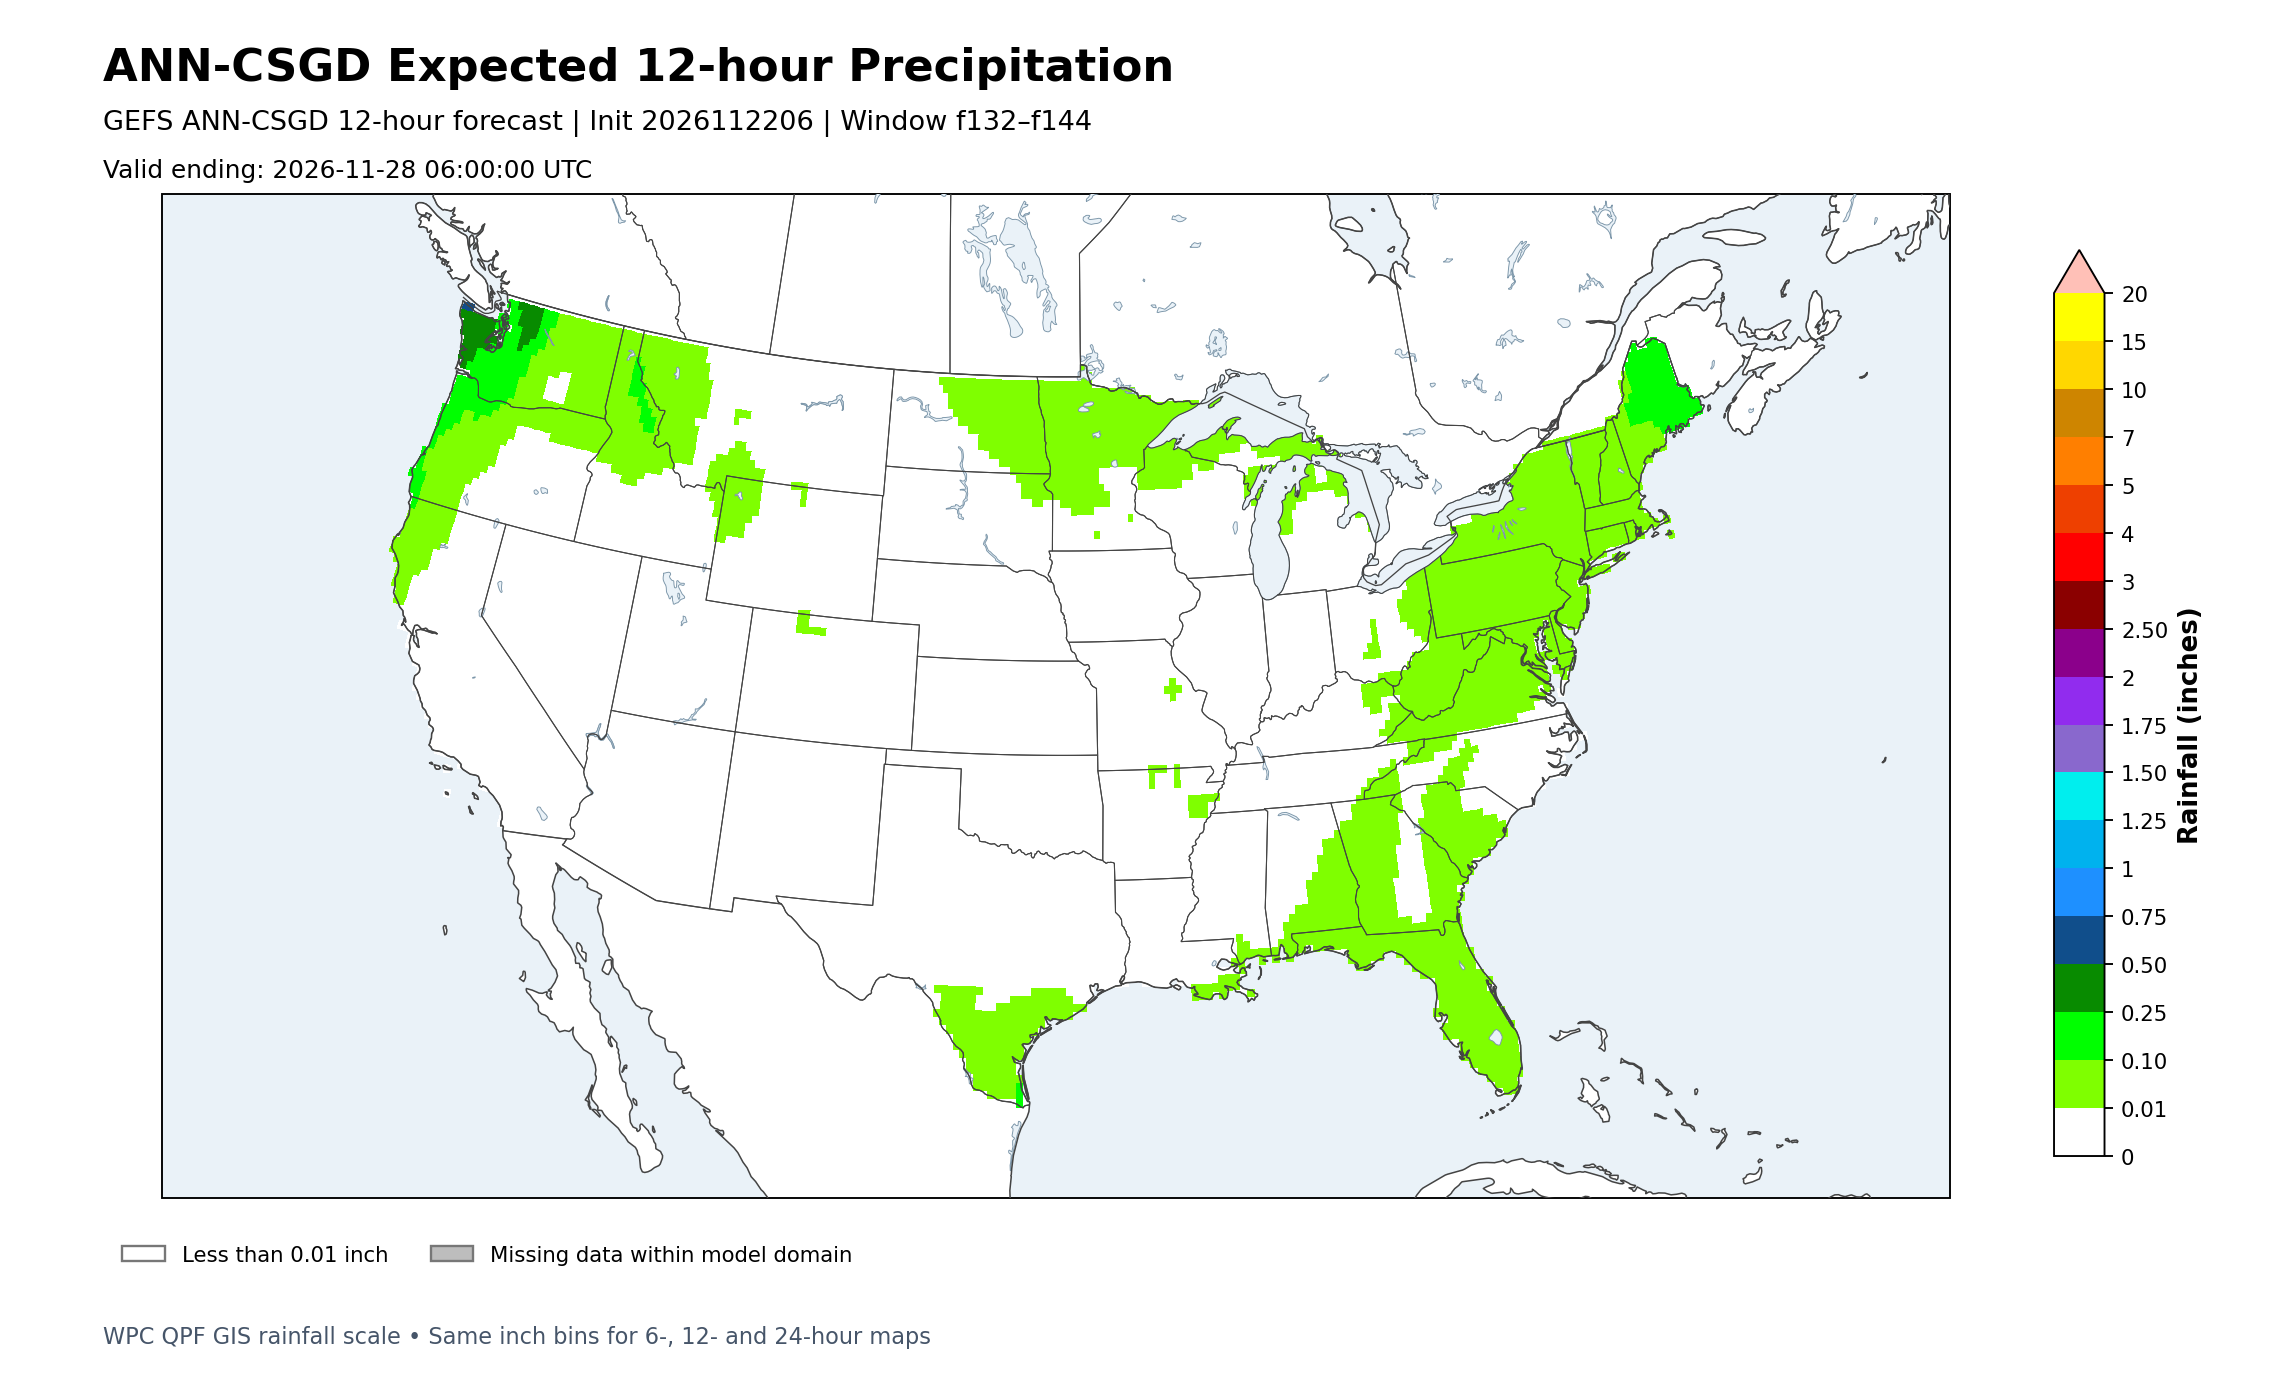 ANN-CSGD Expected 12-hour Precipitation
GEFS ANN-CSGD 12-hour forecast | Init 2026112206 | Window f132–f144
Valid ending: 2026-11-28 06:00:00 UTC
20
15
10
7
5
4
3
2.50
2
1.75
1.50
1.25
1
0.75
0.50
0.25
0.10
0.01
0
Rainfall (inches)
Less than 0.01 inch
Missing data within model domain
WPC QPF GIS rainfall scale • Same inch bins for 6-, 12- and 24-hour maps